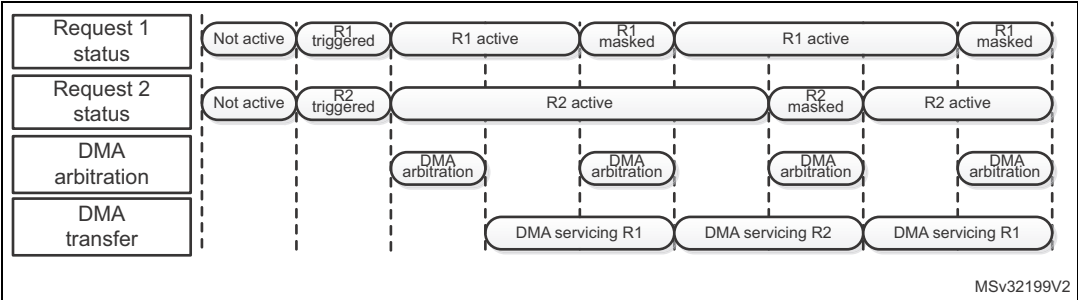 Request 1
status
Not active
R1
triggered
R1 active
R1
masked
R1 active
R1
masked
Request 2
status
Not active
R2
triggered
R2 active
R2
masked
R2 active
DMA
arbitration
DMA
arbitration
DMA
arbitration
DMA
arbitration
DMA
arbitration
DMA
transfer
DMA servicing R1
DMA servicing R2
DMA servicing R1
MSv32199V2